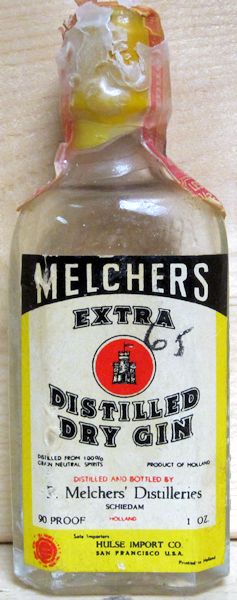 MELCHERS
EXTRA
65
DISTILLED
DRY GIN
DISTILLED FROM 100%
GRAIN NEUTRAL SPIRITS
PRODUCT OF HOLLAND
DISTILLED AND BOTTLED BY
P. Melchers' Distilleries
SCHIEDAM
90 PROOF
HOLLAND
1 OZ.
Sole Importers
HULSE IMPORT CO.
SAN FRANCISCO U.S.A.
Printed in Holland